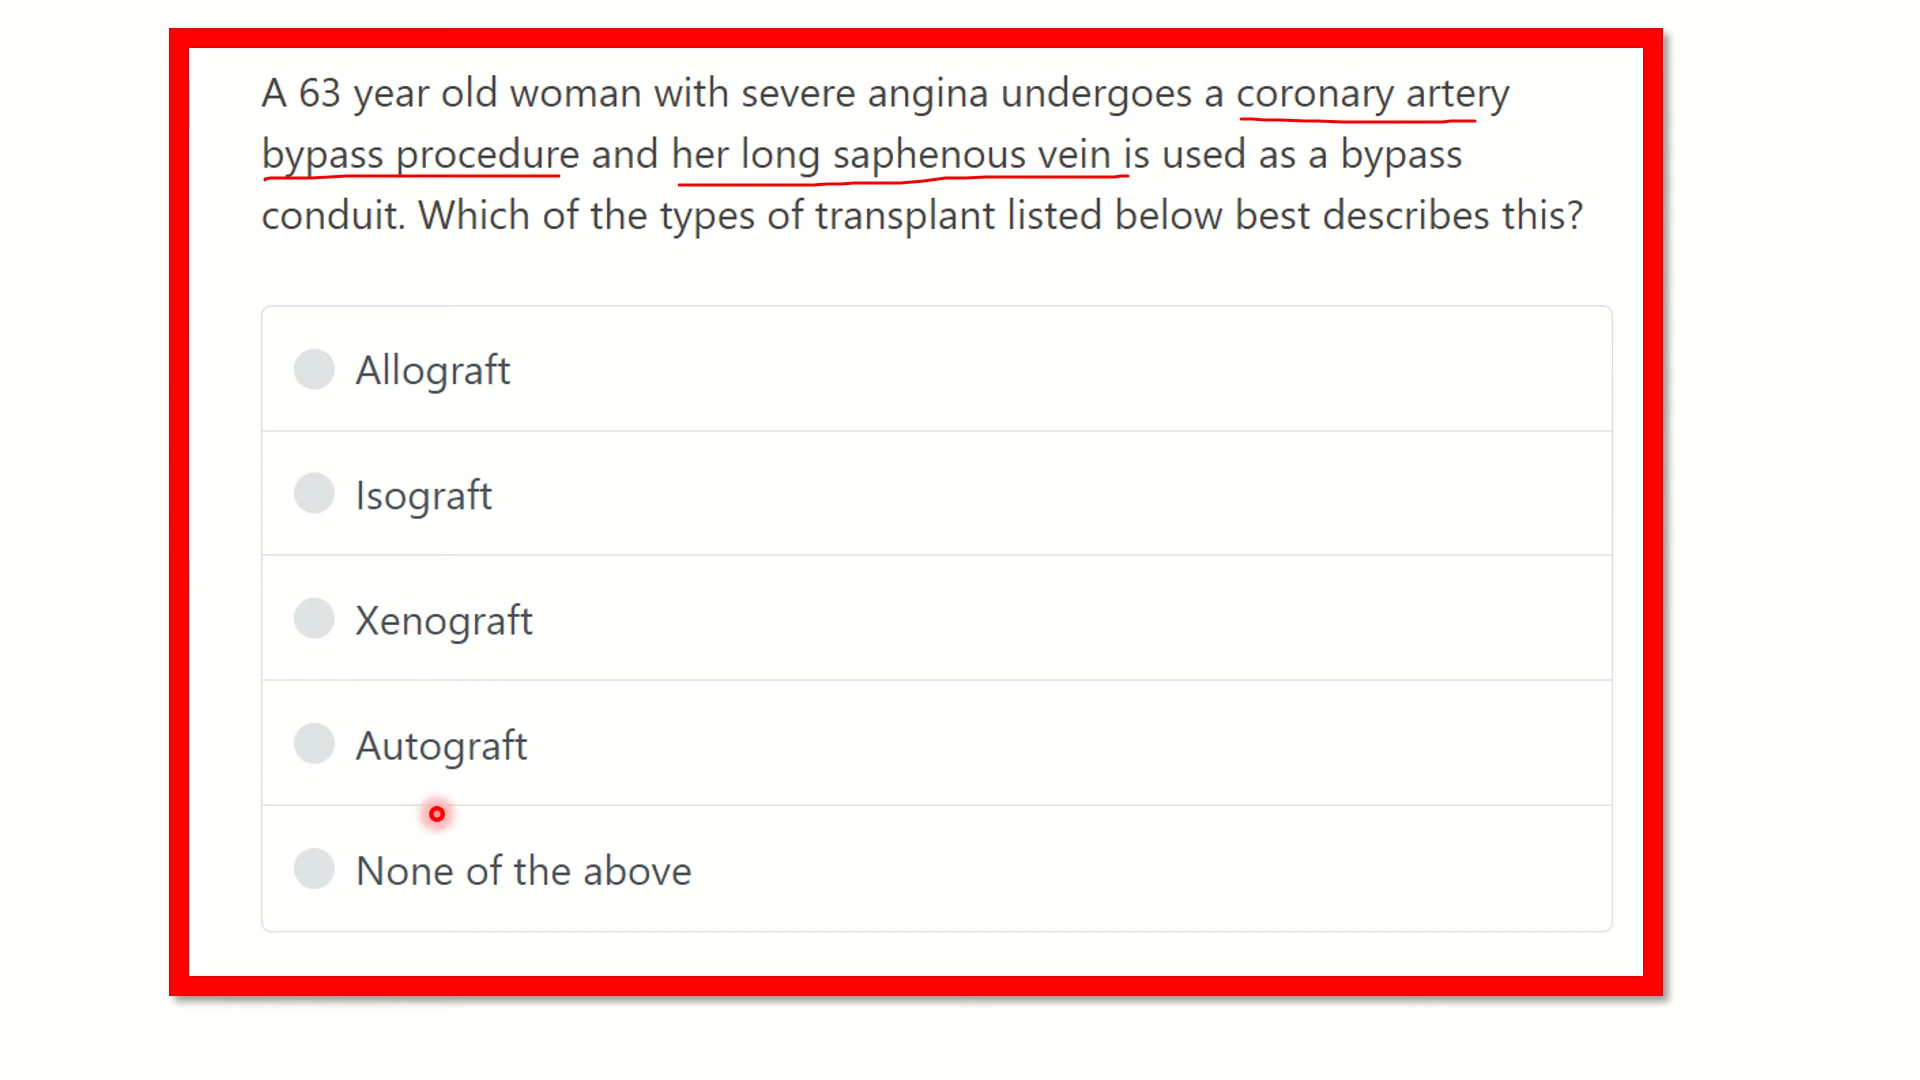 A 63 year old woman with severe angina undergoes a coronary artery
bypass procedure and her long saphenous vein is used as a bypass
conduit. Which of the types of transplant listed below best describes this?
Allograft
Isograft
Xenograft
Autograft
None of the above